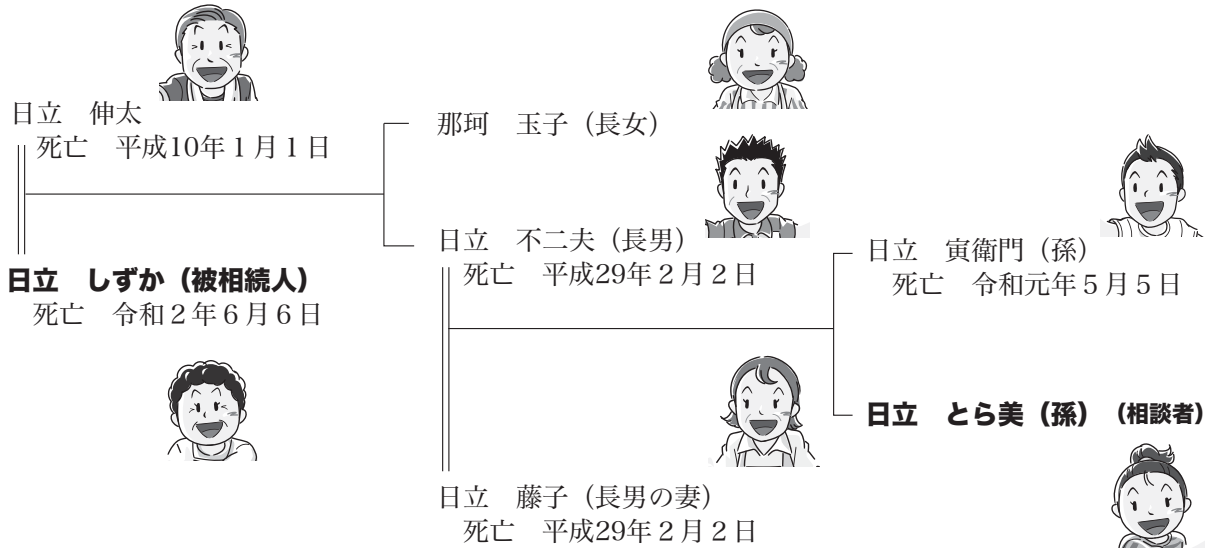 日立　伸太
死亡　平成10年１月１日
日立　しずか（被相続人）
死亡　令和２年６月６日
那珂　玉子（長女）
日立　不二夫（長男）
死亡　平成29年２月２日
日立　藤子（長男の妻）
死亡　平成29年２月２日
日立　寅衛門（孫）
死亡　令和元年５月５日
日立　とら美（孫）（相談者）